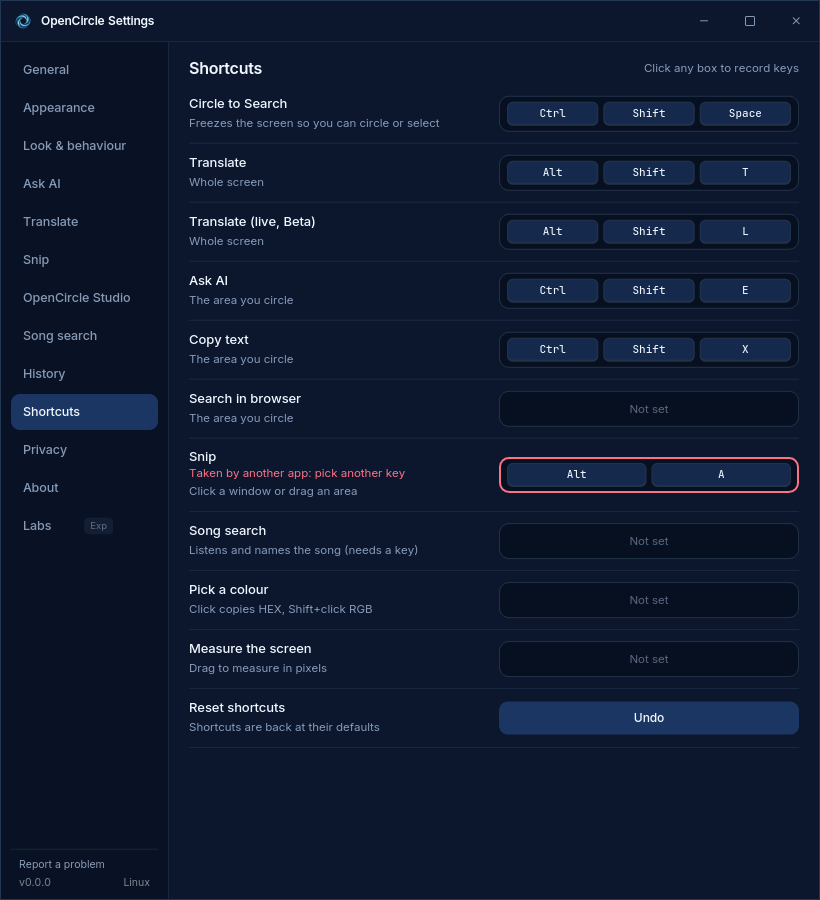 OpenCircle Settings
General
Appearance
Look & behaviour
Ask AI
Translate
Snip
OpenCircle Studio
Song search
History
Shortcuts
Privacy
About
Labs Exp
Report a problem
v0.0.0 Linux
Shortcuts Click any box to record keys
Circle to Search
Freezes the screen so you can circle or select
Ctrl Shift Space
Translate
Whole screen
Alt Shift T
Translate (live, Beta)
Whole screen
Alt Shift L
Ask AI
The area you circle
Ctrl Shift E
Copy text
The area you circle
Ctrl Shift X
Search in browser
The area you circle
Not set
Snip
Taken by another app: pick another key
Click a window or drag an area
Alt A
Song search
Listens and names the song (needs a key)
Not set
Pick a colour
Click copies HEX, Shift+click RGB
Not set
Measure the screen
Drag to measure in pixels
Not set
Reset shortcuts
Shortcuts are back at their defaults
Undo